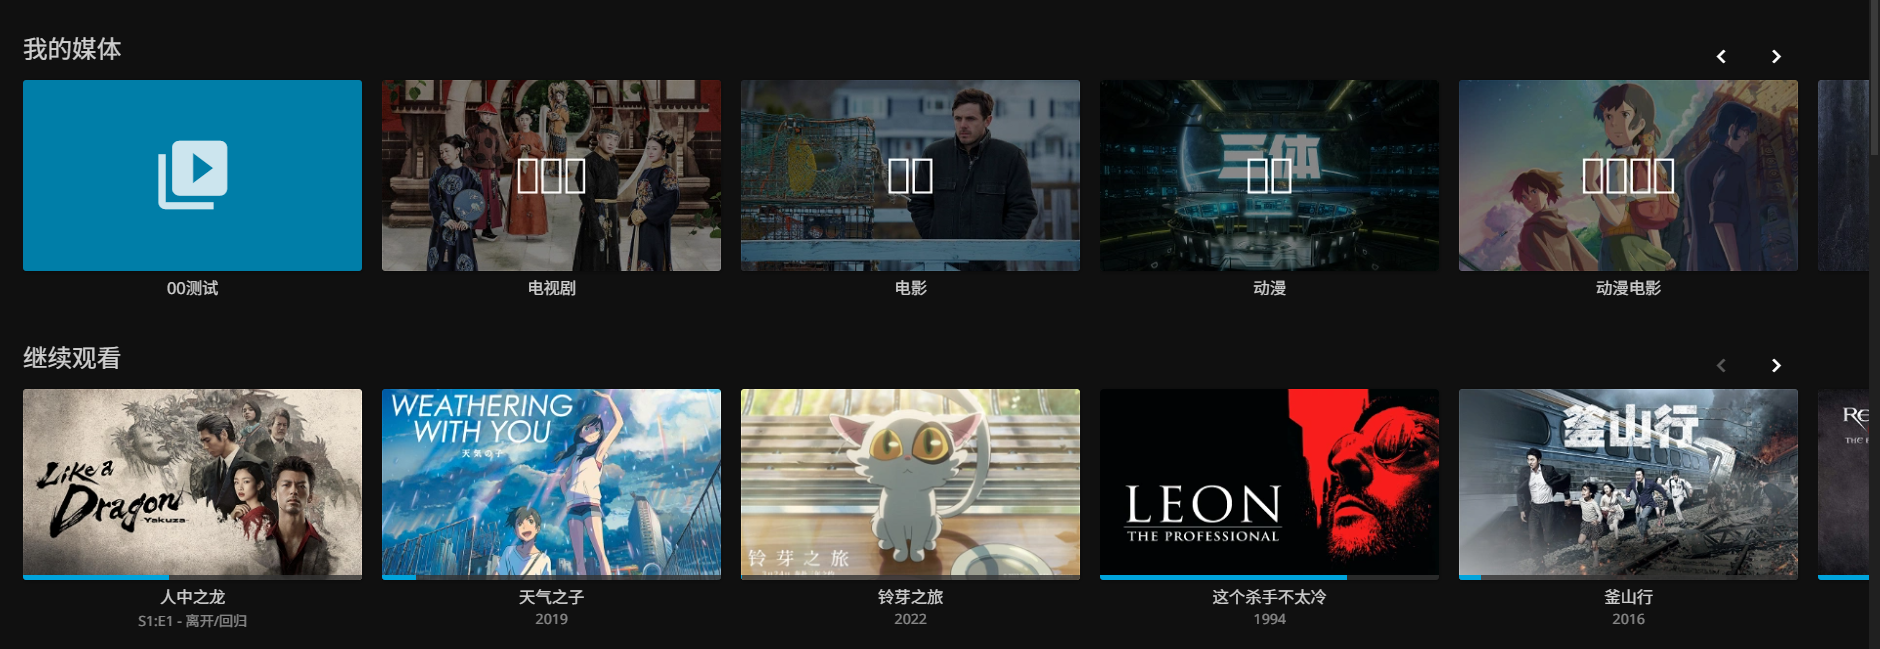 我的媒体
□□□
□□
三体
□□
□□□□
00测试
电视剧
电影
动漫
动漫电影
继续观看
Like a
Dragon
-Yakuza-
WEATHERING
WITH YOU
天気の子
铃芽之旅
LEON
THE PROFESSIONAL
釜山行
RE
THE
人中之龙
天气之子
铃芽之旅
这个杀手不太冷
釜山行
S1:E1 - 离开/回归
2019
2022
1994
2016